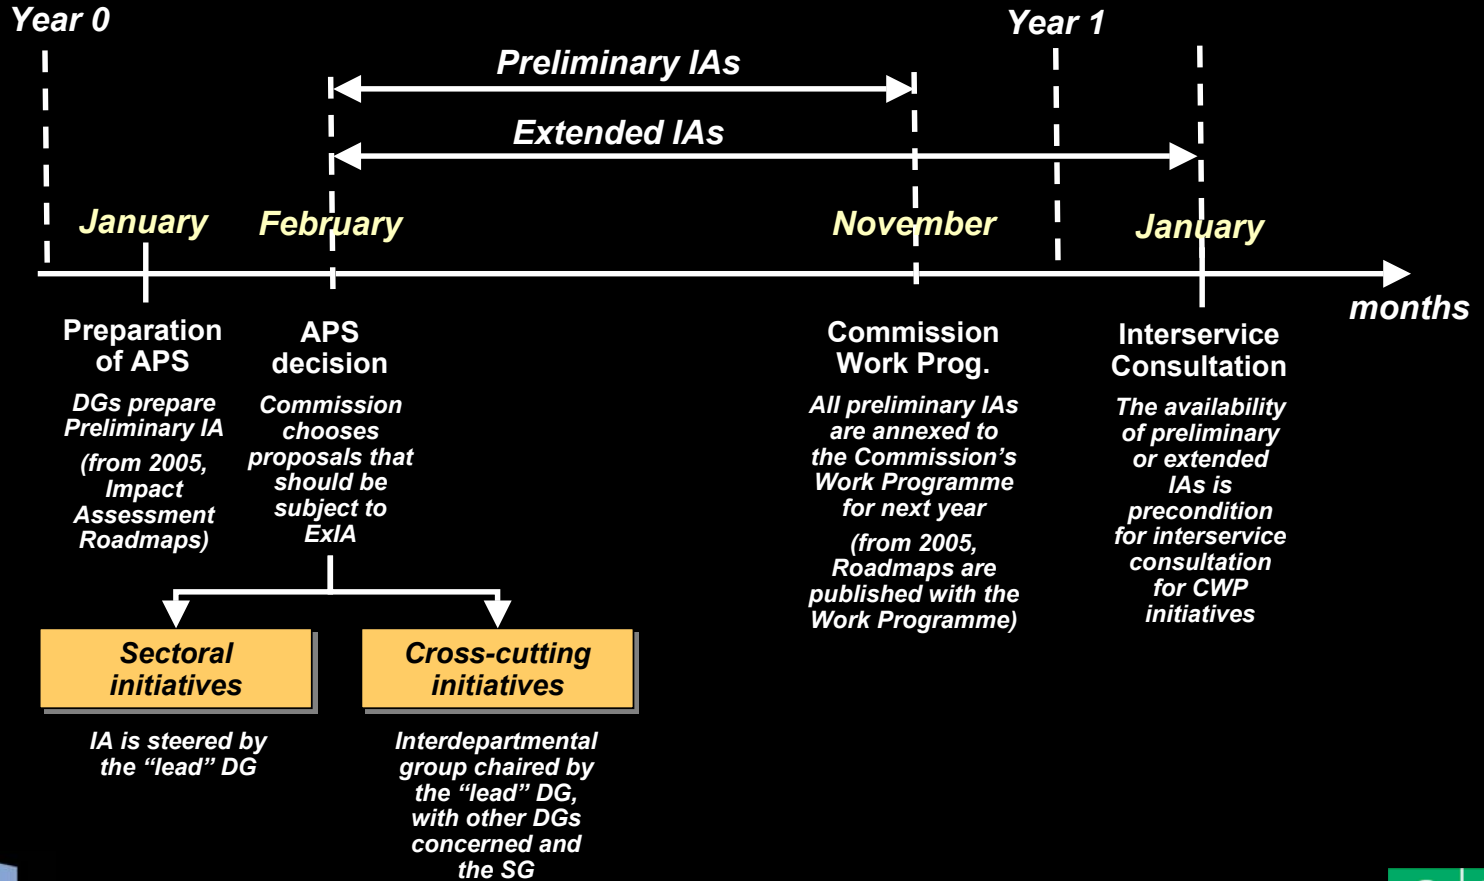 Year 0
Year 1
Preliminary IAs
Extended IAs
January
February
November
January
months
Preparation
of APS
DGs prepare
Preliminary IA
(from 2005,
Impact
Assessment
Roadmaps)
APS
decision
Commission
chooses
proposals that
should be
subject to
ExIA
Commission
Work Prog.
All preliminary IAs
are annexed to
the Commission’s
Work Programme
for next year
(from 2005,
Roadmaps are
published with the
Work Programme)
Interservice
Consultation
The availability
of preliminary
or extended
IAs is
precondition
for interservice
consultation
for CWP
initiatives
Sectoral
initiatives
IA is steered by
the “lead” DG
Cross-cutting
initiatives
Interdepartmental
group chaired by
the “lead” DG,
with other DGs
concerned and
the SG